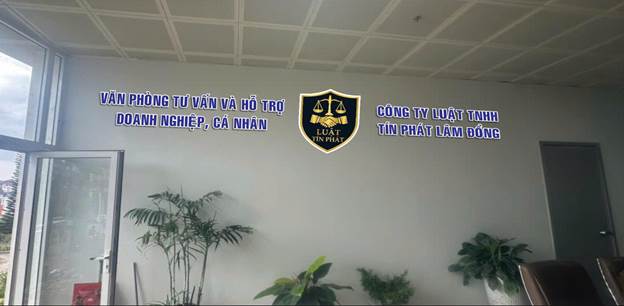 VĂN PHÒNG TƯ VẤN VÀ HỖ TRỢ
DOANH NGHIỆP, CÁ NHÂN
LUẬT
TÍN PHÁT
CÔNG TY LUẬT TNHH
TÍN PHÁT LÂM ĐỒNG